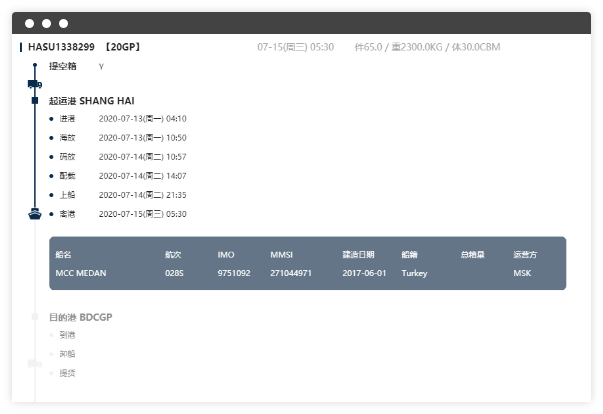 HASU1338299 【20GP】 07-15(周三) 05:30 件65.0 / 重2300.0KG / 体30.0CBM
提空箱 Y
起运港 SHANG HAI
进港 2020-07-13(周一) 04:10
海放 2020-07-13(周一) 10:50
码放 2020-07-14(周二) 10:57
配载 2020-07-14(周二) 14:07
上船 2020-07-14(周二) 21:35
离港 2020-07-15(周三) 05:30
船名 航次 IMO MMSI 建造日期 船籍 总箱量 运营方
MCC MEDAN 028S 9751092 271044971 2017-06-01 Turkey MSK
目的港 BDCGP
到港
卸船
提货